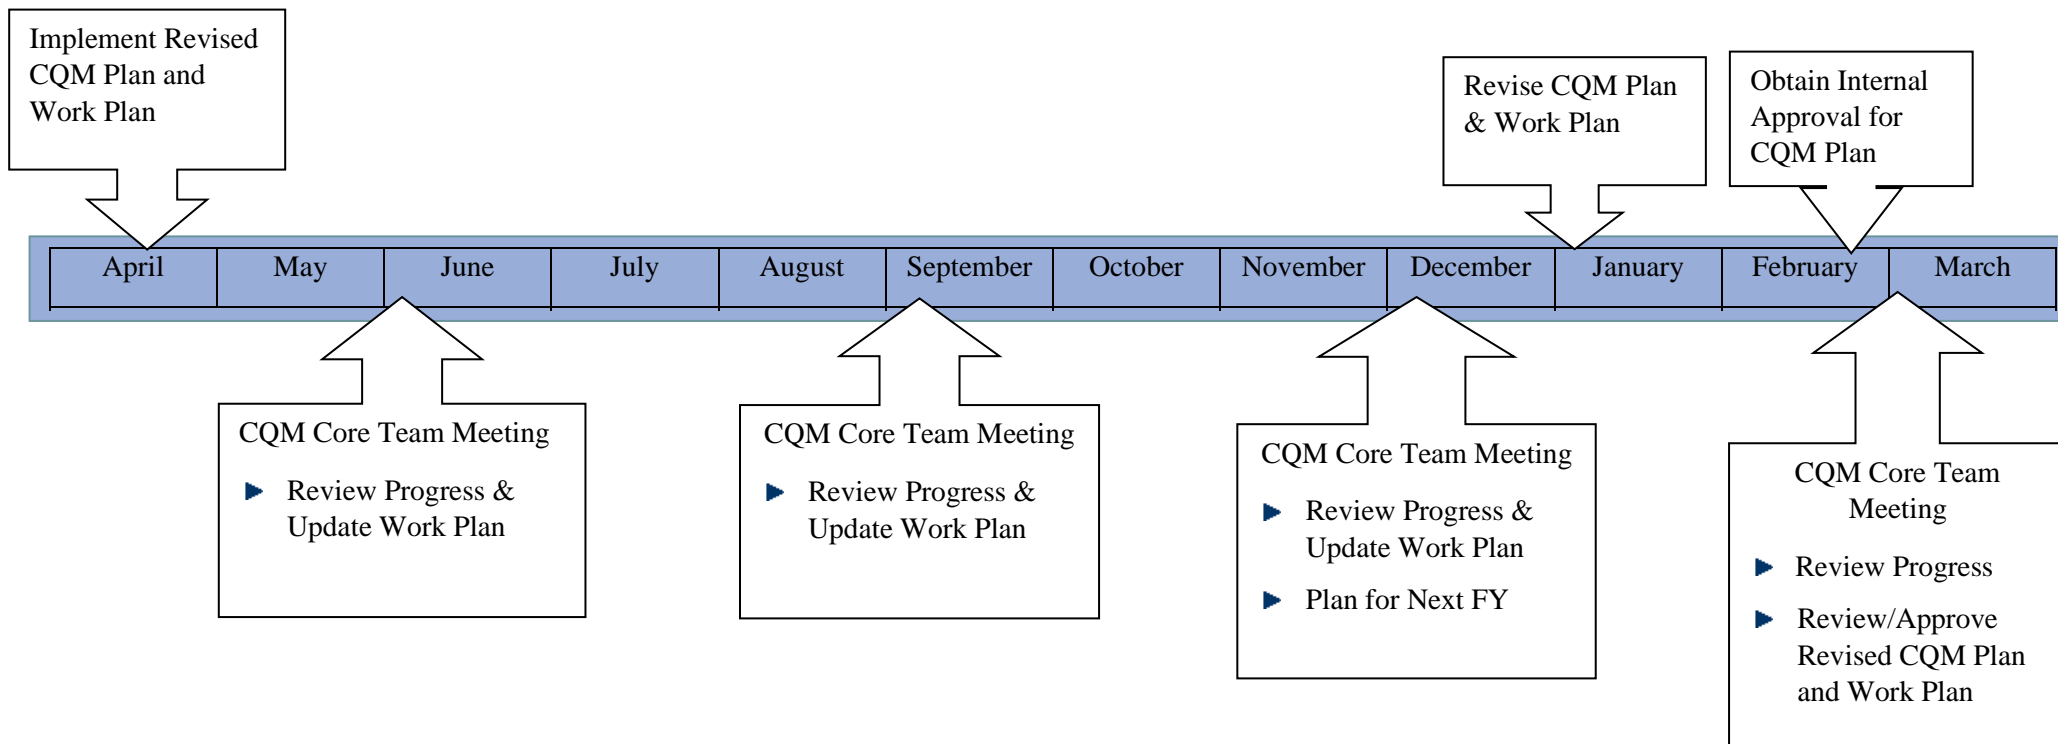 Implement Revised
CQM Plan and
Work Plan
Revise CQM Plan
& Work Plan
Obtain Internal
Approval for
CQM Plan
April May June July August September October November December January February March
CQM Core Team Meeting
Review Progress &
Update Work Plan
CQM Core Team Meeting
Review Progress &
Update Work Plan
CQM Core Team Meeting
Review Progress &
Update Work Plan
Plan for Next FY
CQM Core Team
Meeting
Review Progress
Review/Approve
Revised CQM Plan
and Work Plan